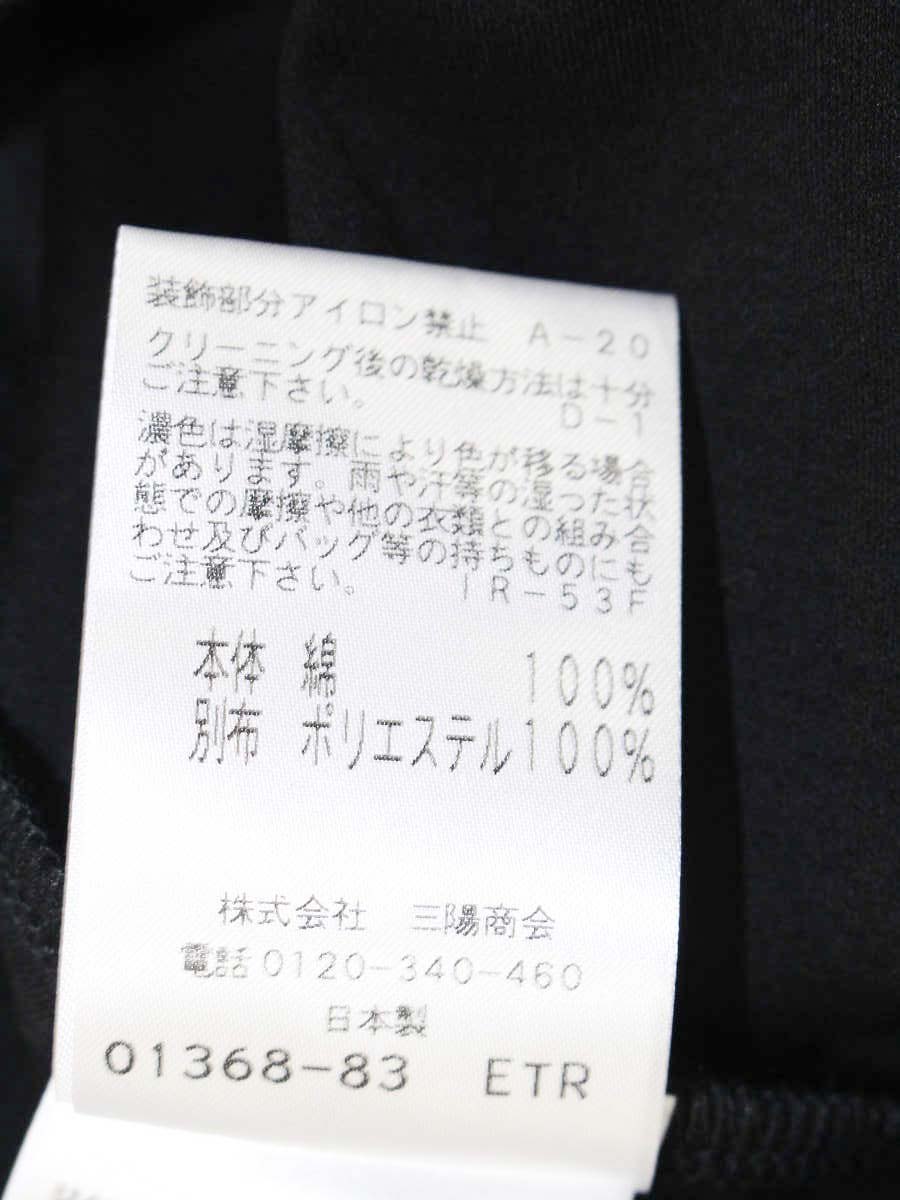 装飾部分アイロン禁止 A-20
クリーニング後の乾燥方法は十分
ご注意下さい。 D-1
濃色は湿摩擦により色が移る場合
があります。雨や汗等の湿った状
態での摩擦や他の衣類との組み合
わせ及びバッグ等の持ちものにも
ご注意下さい。 IR-53F
本体 綿 100%
別布 ポリエステル100%
株式会社 三陽商会
電話0120-340-460
日本製
01368-83 ETR